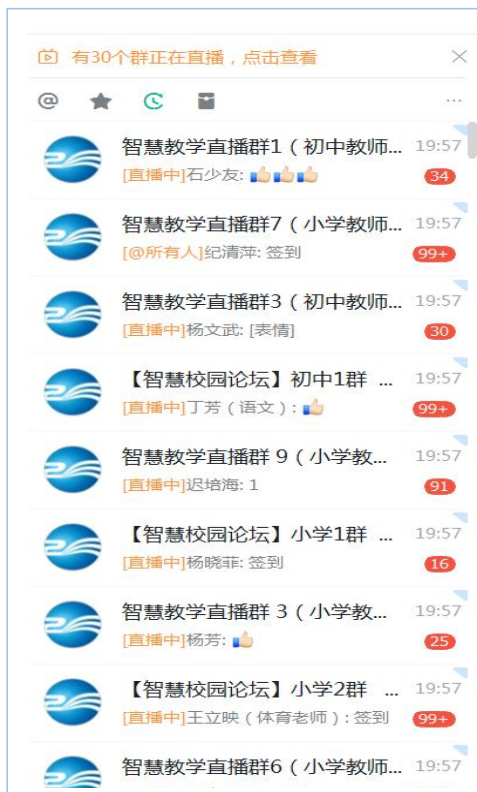 有30个群正在直播，点击查看
@
...
智慧教学直播群1（初中教师... 19:57
[直播中]石少友:👍👍👍 34
智慧教学直播群7（小学教师... 19:57
[@所有人]纪清萍: 签到 99+
智慧教学直播群3（初中教师... 19:57
[直播中]杨文武: [表情] 30
【智慧校园论坛】初中1群 ... 19:57
[直播中]丁芳（语文）:👍 99+
智慧教学直播群 9（小学教... 19:57
[直播中]迟培海: 1 91
【智慧校园论坛】小学1群 ... 19:57
[直播中]杨晓菲: 签到 16
智慧教学直播群 3（小学教... 19:57
[直播中]杨芳:👍 25
【智慧校园论坛】小学2群 ... 19:57
[直播中]王立映（体育老师）: 签到 99+
智慧教学直播群6（小学教师... 19:57